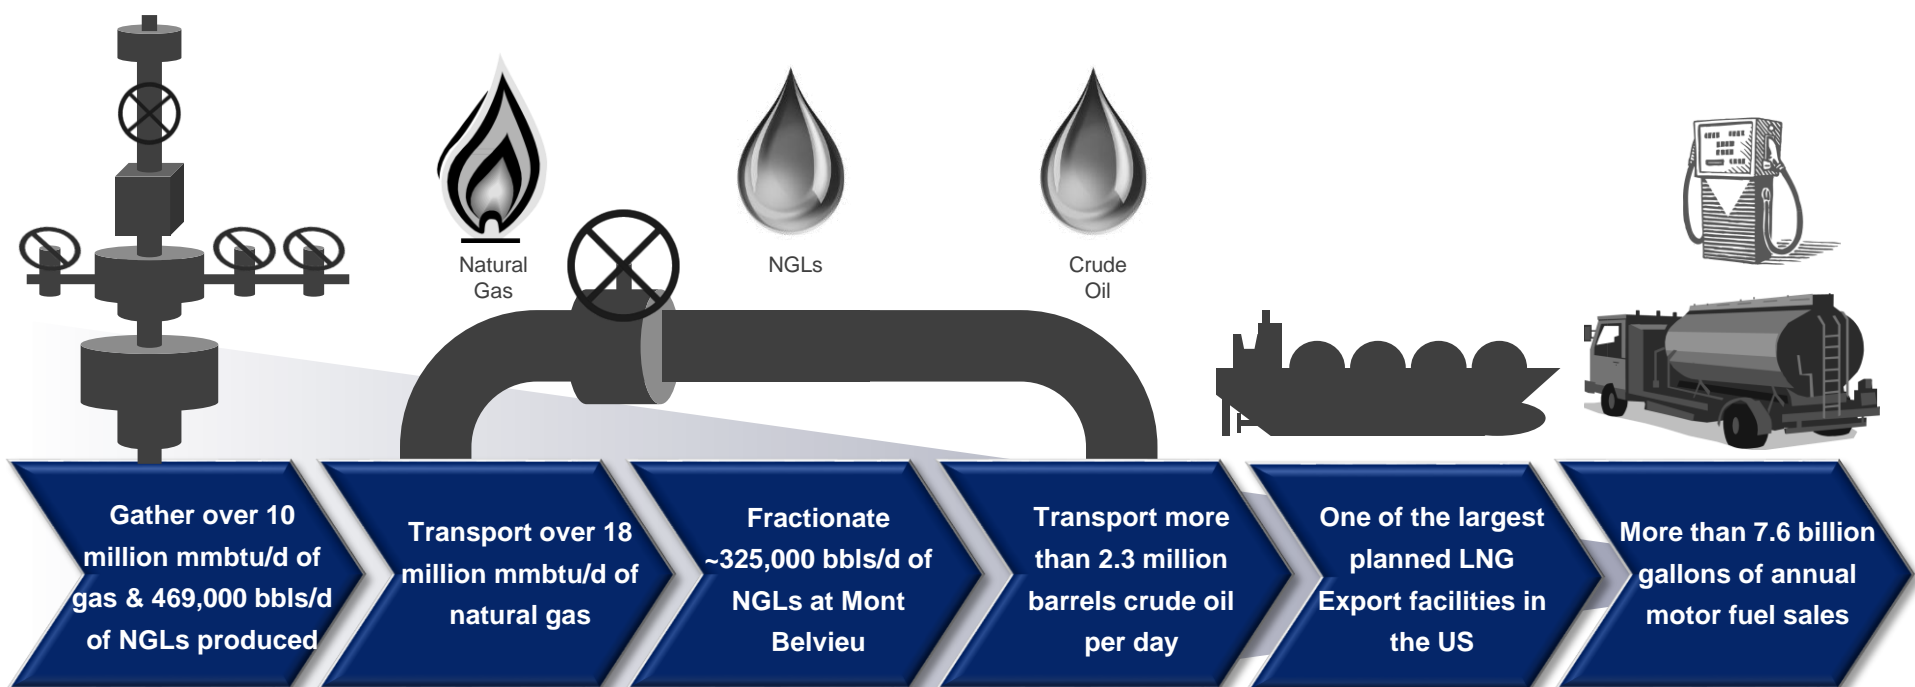 Natural
Gas
NGLs
Crude
Oil
Gather over 10
million mmbtu/d of
gas & 469,000 bbls/d
of NGLs produced
Transport over 18
million mmbtu/d of
natural gas
Fractionate
~325,000 bbls/d of
NGLs at Mont
Belvieu
Transport more
than 2.3 million
barrels crude oil
per day
One of the largest
planned LNG
Export facilities in
the US
More than 7.6 billion
gallons of annual
motor fuel sales